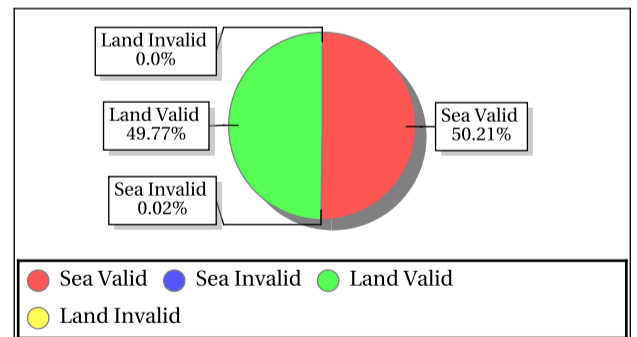 Land Invalid
0.0%
Land Valid
49.77%
Sea Valid
50.21%
Sea Invalid
0.02%
Sea Valid Sea Invalid Land Valid
Land Invalid